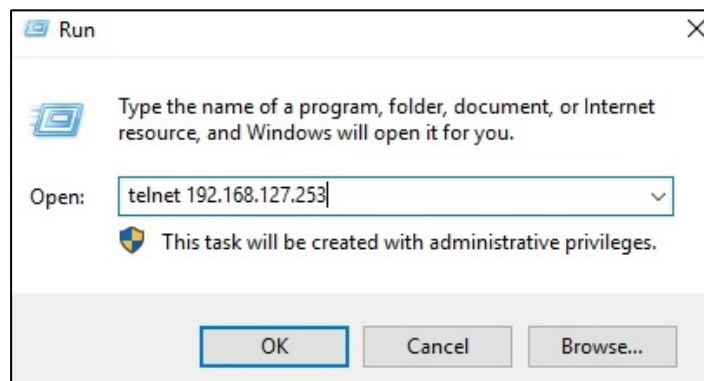 Run
Type the name of a program, folder, document, or Internet
resource, and Windows will open it for you.
Open: telnet 192.168.127.253
This task will be created with administrative privileges.
OK Cancel Browse...